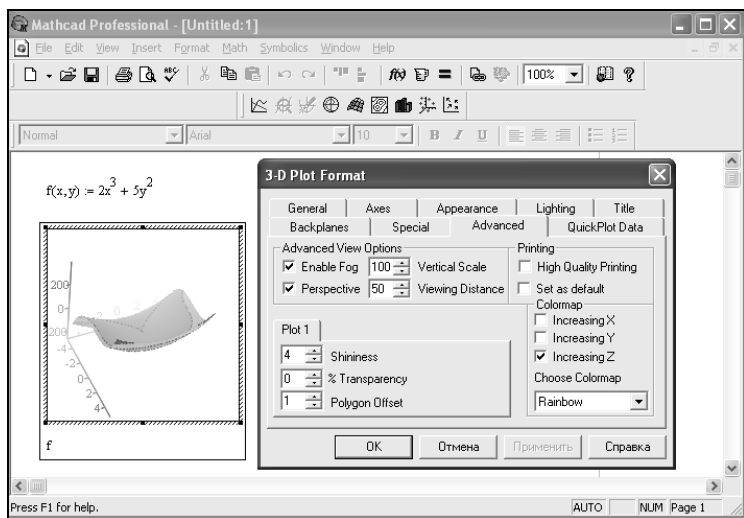 Mathcad Professional - [Untitled:1]
File Edit View Insert Format Math Symbolics Window Help
100%
Normal Arial 10 B I U
f(x,y) := 2x³ + 5y²
200
0
200
-4
-2
0
2
4
f
3-D Plot Format
General Axes Appearance Lighting Title
Backplanes Special Advanced QuickPlot Data
Advanced View Options
Enable Fog 100 Vertical Scale
Perspective 50 Viewing Distance
Printing
High Quality Printing
Set as default
Colormap
Increasing X
Increasing Y
Increasing Z
Choose Colormap
Rainbow
Plot 1
4 Shininess
0 % Transparency
1 Polygon Offset
OK Отмена Применить Справка
Press F1 for help. AUTO NUM Page 1